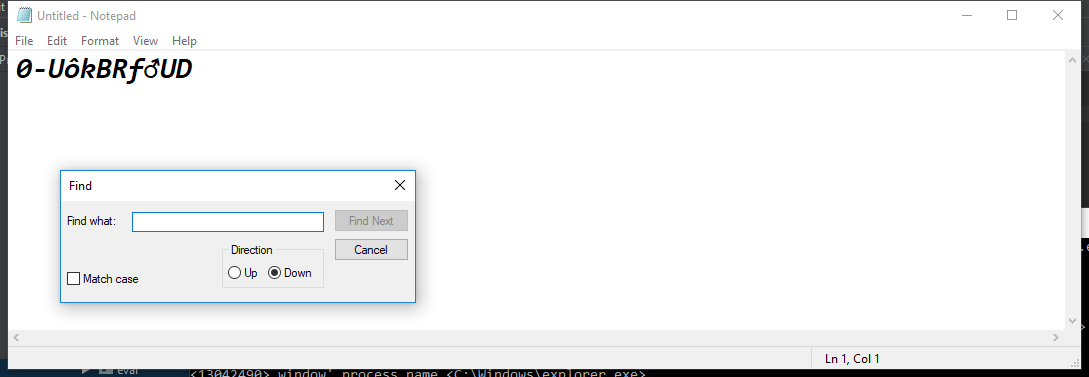 Untitled - Notepad
File Edit Format View Help
0-UôkBRƒ♂UD
Find
Find what:
Find Next
Direction
Cancel
Up Down
Match case
Ln 1, Col 1
eval
<13042490> window' process name <C:\Windows\explorer.exe>